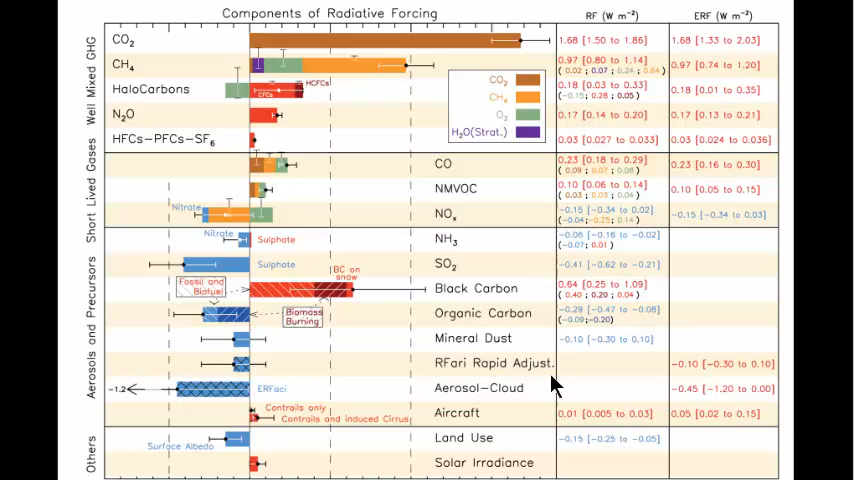 Components of Radiative Forcing
RF (W m⁻²) ERF (W m⁻²)
Well Mixed GHG
CO₂ 1.68 [1.50 to 1.86] 1.68 [1.33 to 2.03]
CH₄ 0.97 [0.80 to 1.14] 0.97 [0.74 to 1.20]
( 0.02 ; 0.07 ; 0.24 ; 0.64 )
HaloCarbons CFCs HCFCs 0.18 [0.03 to 0.33] 0.18 [0.01 to 0.35]
(-0.15; 0.28 ; 0.05 )
N₂O 0.17 [0.14 to 0.20] 0.17 [0.13 to 0.21]
HFCs-PFCs-SF₆ 0.03 [0.027 to 0.033] 0.03 [0.024 to 0.036]
CO₂
CH₄
O₃
H₂O(Strat.)
Short Lived Gases
CO 0.23 [0.18 to 0.29] 0.23 [0.16 to 0.30]
( 0.09 ; 0.07 ; 0.08 )
NMVOC 0.10 [0.06 to 0.14] 0.10 [0.05 to 0.15]
( 0.03 ; 0.03 ; 0.04 )
Nitrate NOₓ -0.15 [-0.34 to 0.02] -0.15 [-0.34 to 0.03]
(-0.04;-0.25; 0.14 )
Aerosols and Precursors
Nitrate Sulphate NH₃ -0.06 [-0.16 to -0.02]
(-0.07; 0.01 )
Sulphate SO₂ -0.41 [-0.62 to -0.21]
BC on
snow
Fossil and
Biofuel
Black Carbon 0.64 [0.25 to 1.09]
( 0.40 ; 0.20 ; 0.04 )
Biomass
Burning
Organic Carbon -0.29 [-0.47 to -0.08]
(-0.09;-0.20)
Mineral Dust -0.10 [-0.30 to 0.10]
RFari Rapid Adjust. -0.10 [-0.30 to 0.10]
-1.2 ERFaci Aerosol-Cloud -0.45 [-1.20 to 0.00]
Contrails only
Contrails and induced Cirrus
Aircraft 0.01 [0.005 to 0.03] 0.05 [0.02 to 0.15]
Others
Surface Albedo Land Use -0.15 [-0.25 to -0.05]
Solar Irradiance